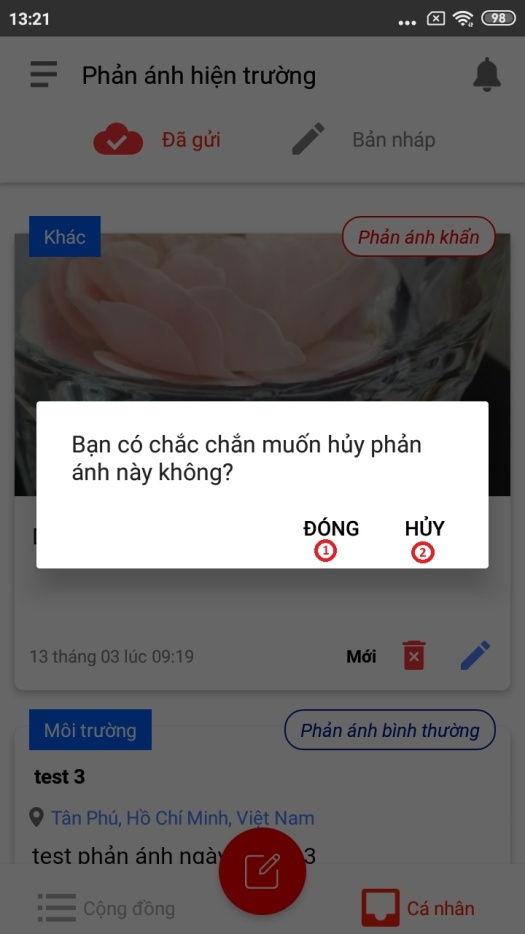 13:21
98
Phản ánh hiện trường
Đã gửi
Bản nháp
Khác
Phản ánh khẩn
Bạn có chắc chắn muốn hủy phản
ánh này không?
ĐÓNG
HỦY
1
2
13 tháng 03 lúc 09:19
Mới
Môi trường
Phản ánh bình thường
test 3
Tân Phú, Hồ Chí Minh, Việt Nam
test phản ánh ngày 3
Cộng đồng
Cá nhân